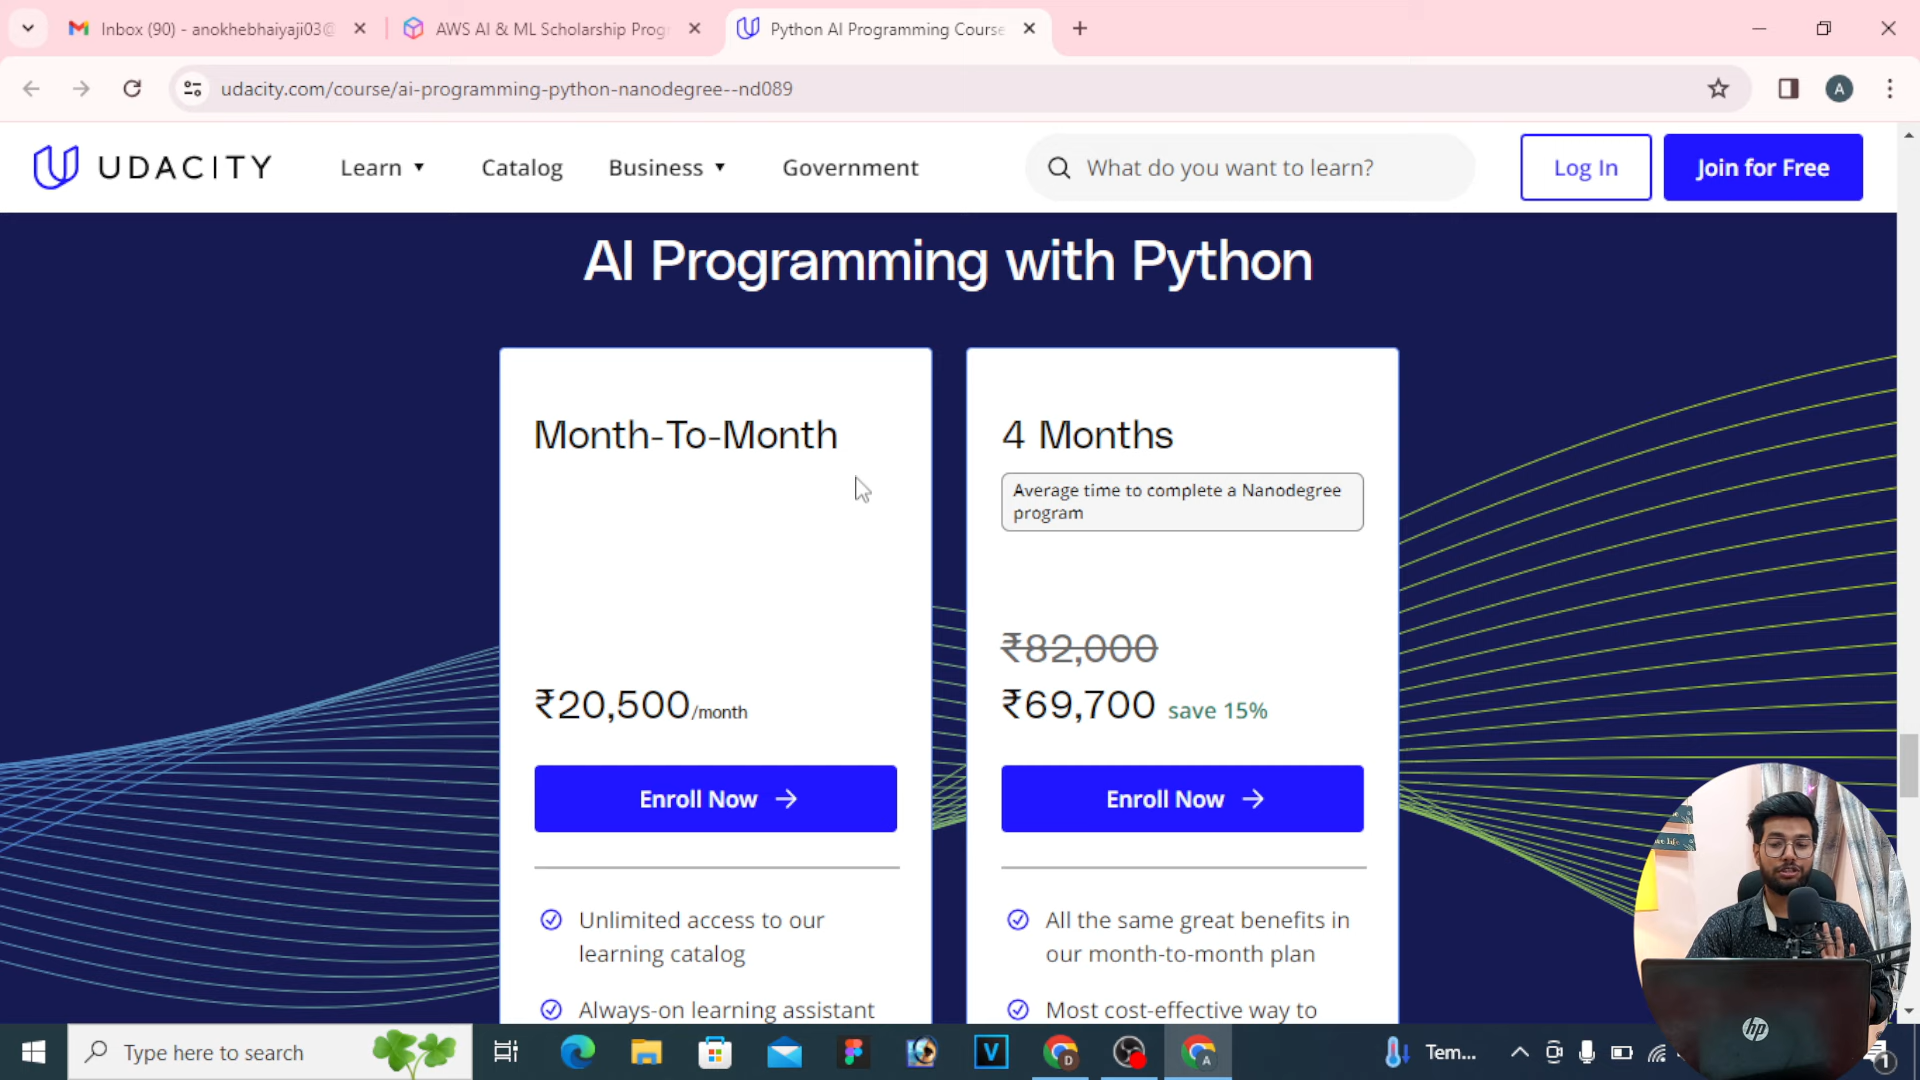 Inbox (90) - anokhebhaiyaji03@
AWS AI & ML Scholarship Prog
Python AI Programming Course
udacity.com/course/ai-programming-python-nanodegree--nd089
A
UDACITY
Learn
Catalog
Business
Government
What do you want to learn?
Log In
Join for Free
AI Programming with Python
Month-To-Month
4 Months
Average time to complete a Nanodegree
program
₹82,000
₹20,500/month
₹69,700 save 15%
Enroll Now
Enroll Now
Unlimited access to our
learning catalog
All the same great benefits in
our month-to-month plan
Always-on learning assistant
Most cost-effective way to
hp
Type here to search
V
D
A
Tem...
1